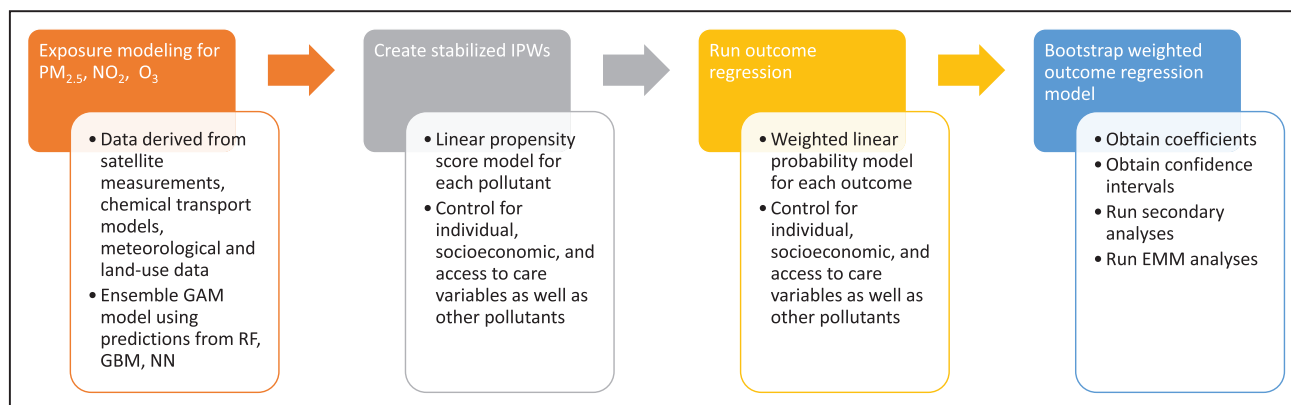 Exposure modeling for
PM2.5, NO2, O3
• Data derived from
satellite
measurements,
chemical transport
models,
meteorological and
land-use data
• Ensemble GAM
model using
predictions from RF,
GBM, NN
Create stabilized IPWs
• Linear propensity
score model for
each pollutant
• Control for
individual,
socioeconomic, and
access to care
variables as well as
other pollutants
Run outcome
regression
• Weighted linear
probability model
for each outcome
• Control for
individual,
socioeconomic, and
access to care
variables as well as
other pollutants
Bootstrap weighted
outcome regression
model
• Obtain coefficients
• Obtain confidence
intervals
• Run secondary
analyses
• Run EMM analyses